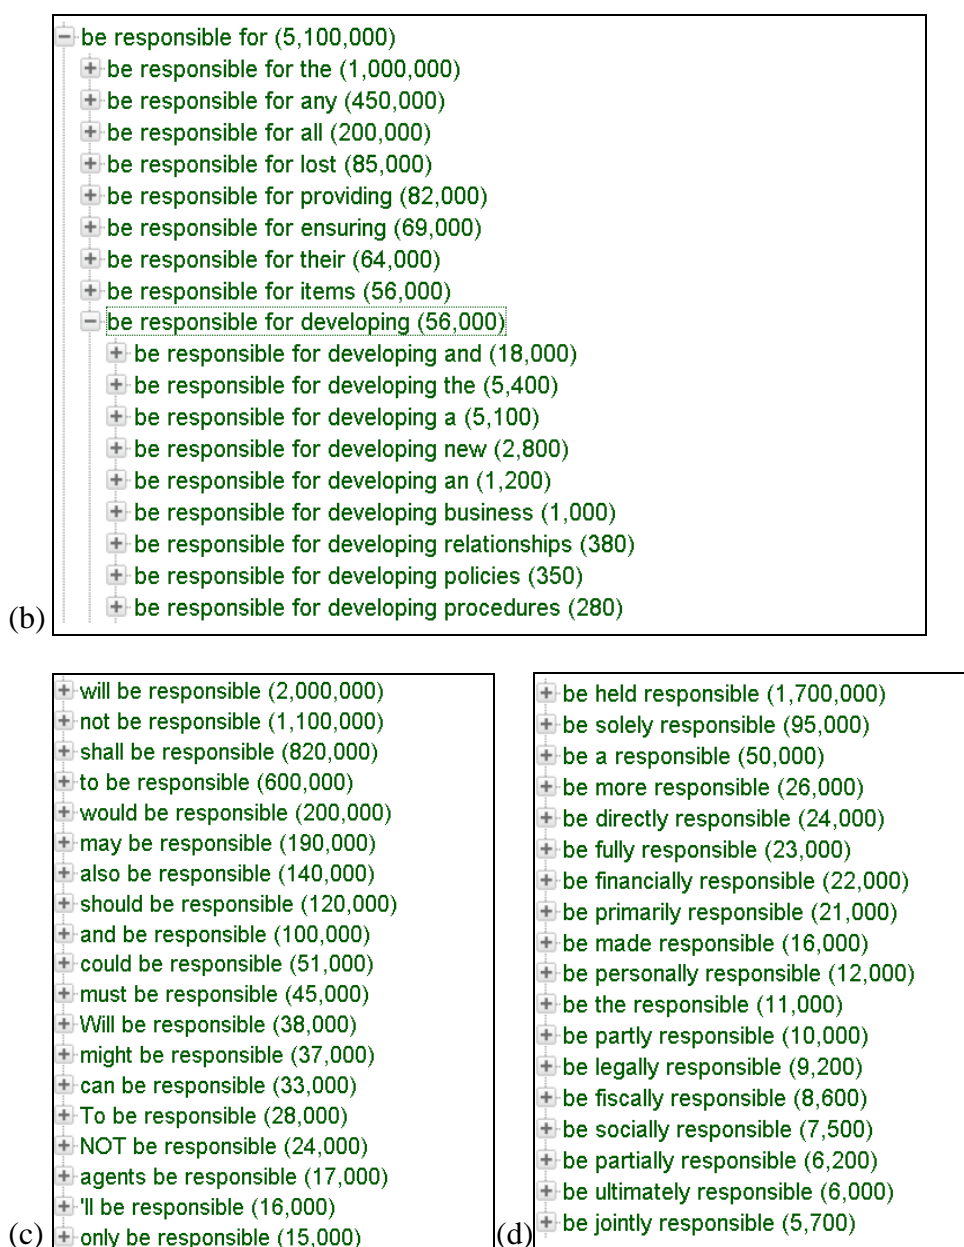 be responsible for (5,100,000)
be responsible for the (1,000,000)
be responsible for any (450,000)
be responsible for all (200,000)
be responsible for lost (85,000)
be responsible for providing (82,000)
be responsible for ensuring (69,000)
be responsible for their (64,000)
be responsible for items (56,000)
be responsible for developing (56,000)
be responsible for developing and (18,000)
be responsible for developing the (5,400)
be responsible for developing a (5,100)
be responsible for developing new (2,800)
be responsible for developing an (1,200)
be responsible for developing business (1,000)
be responsible for developing relationships (380)
be responsible for developing policies (350)
be responsible for developing procedures (280)
(b)
will be responsible (2,000,000)
not be responsible (1,100,000)
shall be responsible (820,000)
to be responsible (600,000)
would be responsible (200,000)
may be responsible (190,000)
also be responsible (140,000)
should be responsible (120,000)
and be responsible (100,000)
could be responsible (51,000)
must be responsible (45,000)
Will be responsible (38,000)
might be responsible (37,000)
can be responsible (33,000)
To be responsible (28,000)
NOT be responsible (24,000)
agents be responsible (17,000)
'll be responsible (16,000)
only be responsible (15,000)
(c)
be held responsible (1,700,000)
be solely responsible (95,000)
be a responsible (50,000)
be more responsible (26,000)
be directly responsible (24,000)
be fully responsible (23,000)
be financially responsible (22,000)
be primarily responsible (21,000)
be made responsible (16,000)
be personally responsible (12,000)
be the responsible (11,000)
be partly responsible (10,000)
be legally responsible (9,200)
be fiscally responsible (8,600)
be socially responsible (7,500)
be partially responsible (6,200)
be ultimately responsible (6,000)
be jointly responsible (5,700)
(d)